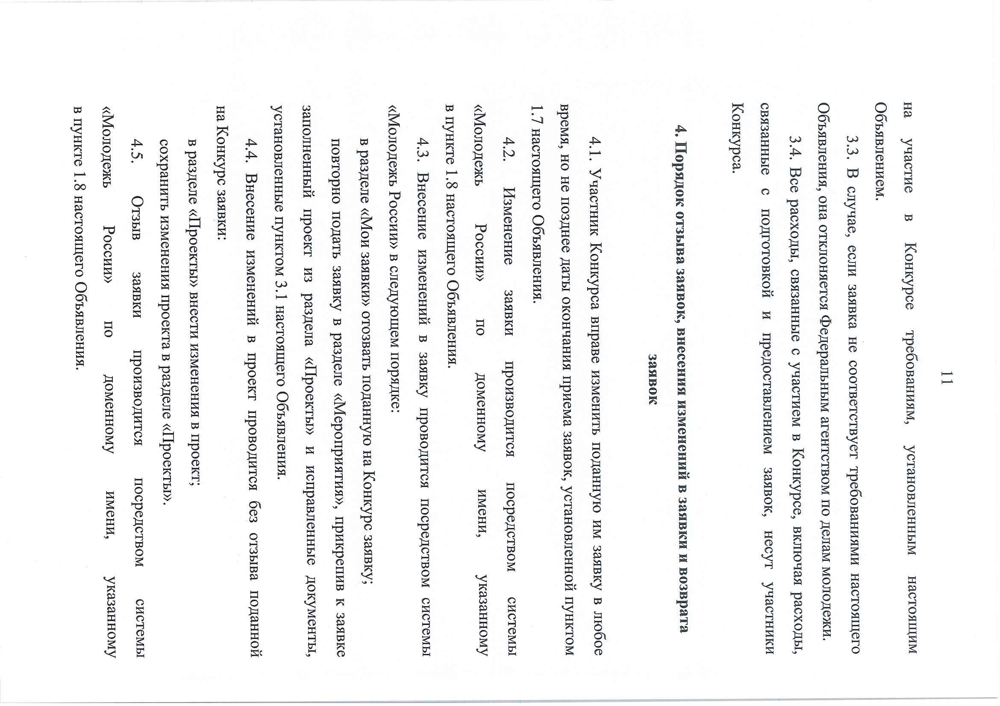 11
на участие в Конкурсе требованиям, установленным настоящим
Объявлением.
3.3. В случае, если заявка не соответствует требованиями настоящего
Объявления, она отклоняется Федеральным агентством по делам молодежи.
3.4. Все расходы, связанные с участием в Конкурсе, включая расходы,
связанные с подготовкой и предоставлением заявок, несут участники
Конкурса.
4. Порядок отзыва заявок, внесения изменений в заявки и возврата
заявок
4.1. Участник Конкурса вправе изменить поданную им заявку в любое
время, но не позднее даты окончания приема заявок, установленной пунктом
1.7 настоящего Объявления.
4.2. Изменение заявки производится посредством системы
«Молодежь России» по доменному имени, указанному
в пункте 1.8 настоящего Объявления.
4.3. Внесение изменений в заявку проводится посредством системы
«Молодежь России» в следующем порядке:
в разделе «Мои заявки» отозвать поданную на Конкурс заявку;
повторно подать заявку в разделе «Мероприятия», прикрепив к заявке
заполненный проект из раздела «Проекты» и исправленные документы,
установленные пунктом 3.1 настоящего Объявления.
4.4. Внесение изменений в проект проводится без отзыва поданной
на Конкурс заявки:
в разделе «Проекты» внести изменения в проект;
сохранить изменения проекта в разделе «Проекты».
4.5. Отзыв заявки производится посредством системы
«Молодежь России» по доменному имени, указанному
в пункте 1.8 настоящего Объявления.